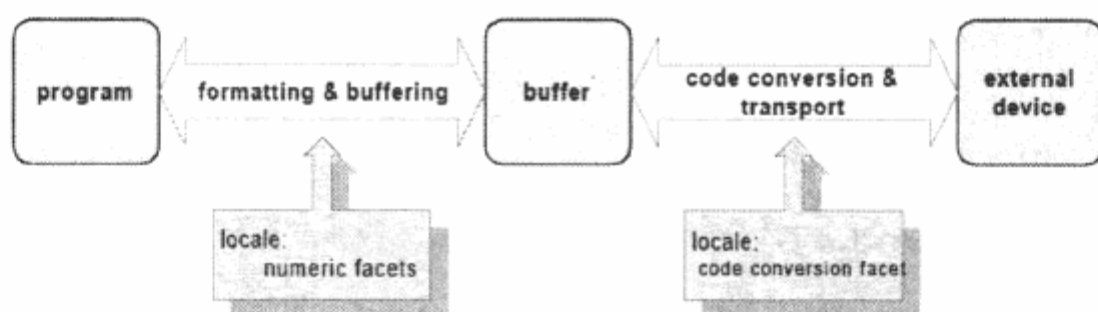 program
formatting & buffering
buffer
code conversion &
transport
external
device
locale:
numeric facets
locale:
code conversion facet